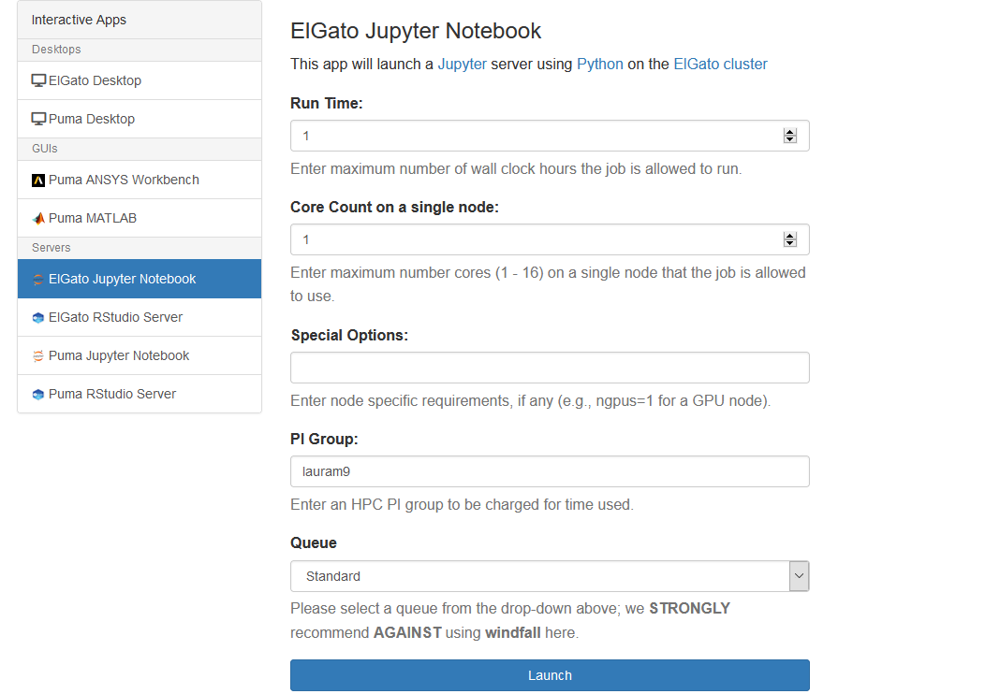 Interactive Apps
Desktops
ElGato Desktop
Puma Desktop
GUIs
Puma ANSYS Workbench
Puma MATLAB
Servers
ElGato Jupyter Notebook
ElGato RStudio Server
Puma Jupyter Notebook
Puma RStudio Server
ElGato Jupyter Notebook
This app will launch a Jupyter server using Python on the ElGato cluster
Run Time:
1
Enter maximum number of wall clock hours the job is allowed to run.
Core Count on a single node:
1
Enter maximum number cores (1 - 16) on a single node that the job is allowed
to use.
Special Options:
Enter node specific requirements, if any (e.g., ngpus=1 for a GPU node).
PI Group:
lauram9
Enter an HPC PI group to be charged for time used.
Queue
Standard
Please select a queue from the drop-down above; we STRONGLY
recommend AGAINST using windfall here.
Launch